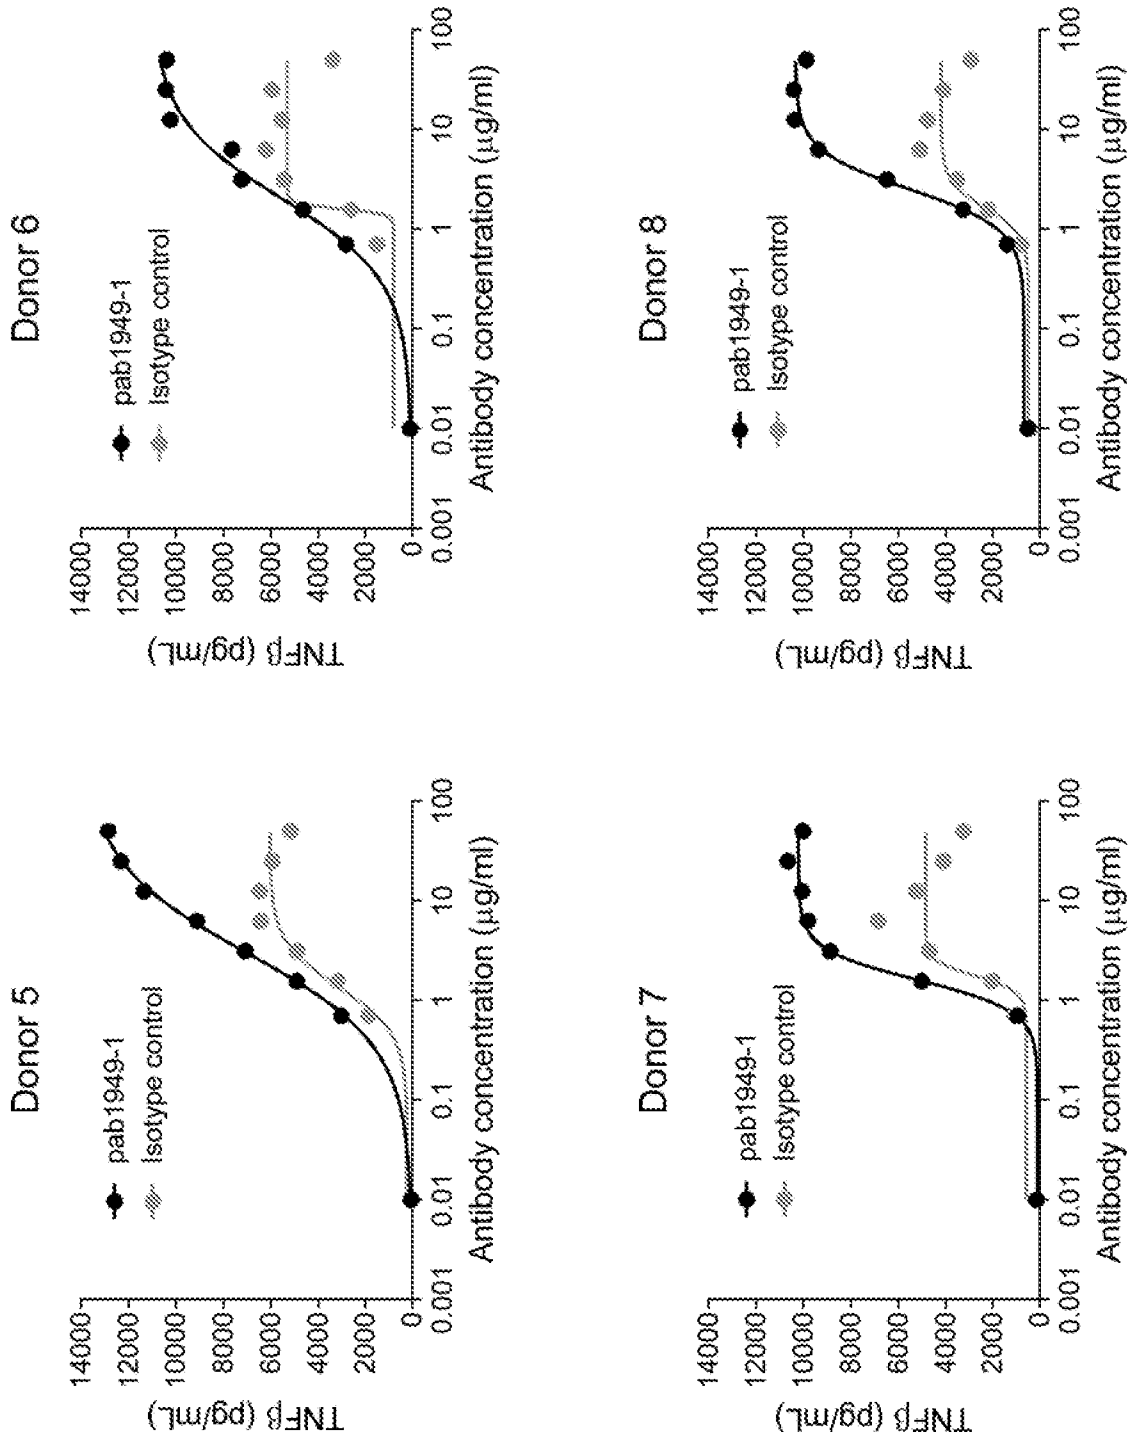 Donor 5
TNFβ (pg/mL)
14000
12000
10000
8000
6000
4000
2000
0
pab1949-1
Isotype control
0.001 0.01 0.1 1 10 100
Antibody concentration (µg/ml)
Donor 6
TNFβ (pg/mL)
14000
12000
10000
8000
6000
4000
2000
0
pab1949-1
Isotype control
0.001 0.01 0.1 1 10 100
Antibody concentration (µg/ml)
Donor 7
TNFβ (pg/mL)
14000
12000
10000
8000
6000
4000
2000
0
pab1949-1
Isotype control
0.001 0.01 0.1 1 10 100
Antibody concentration (µg/ml)
Donor 8
TNFβ (pg/mL)
14000
12000
10000
8000
6000
4000
2000
0
pab1949-1
Isotype control
0.001 0.01 0.1 1 10 100
Antibody concentration (µg/ml)